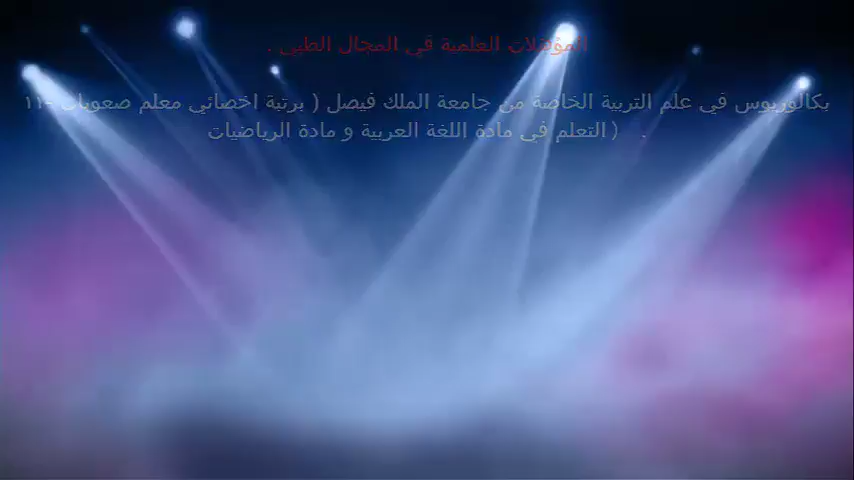 المؤهلات العلمية في المجال الطبي .
بكالوريوس في علم التربية الخاصة من جامعة الملك فيصل ( برتبة اخصائي معلم صعوبات -١١
. ( التعلم في مادة اللغة العربية و مادة الرياضيات